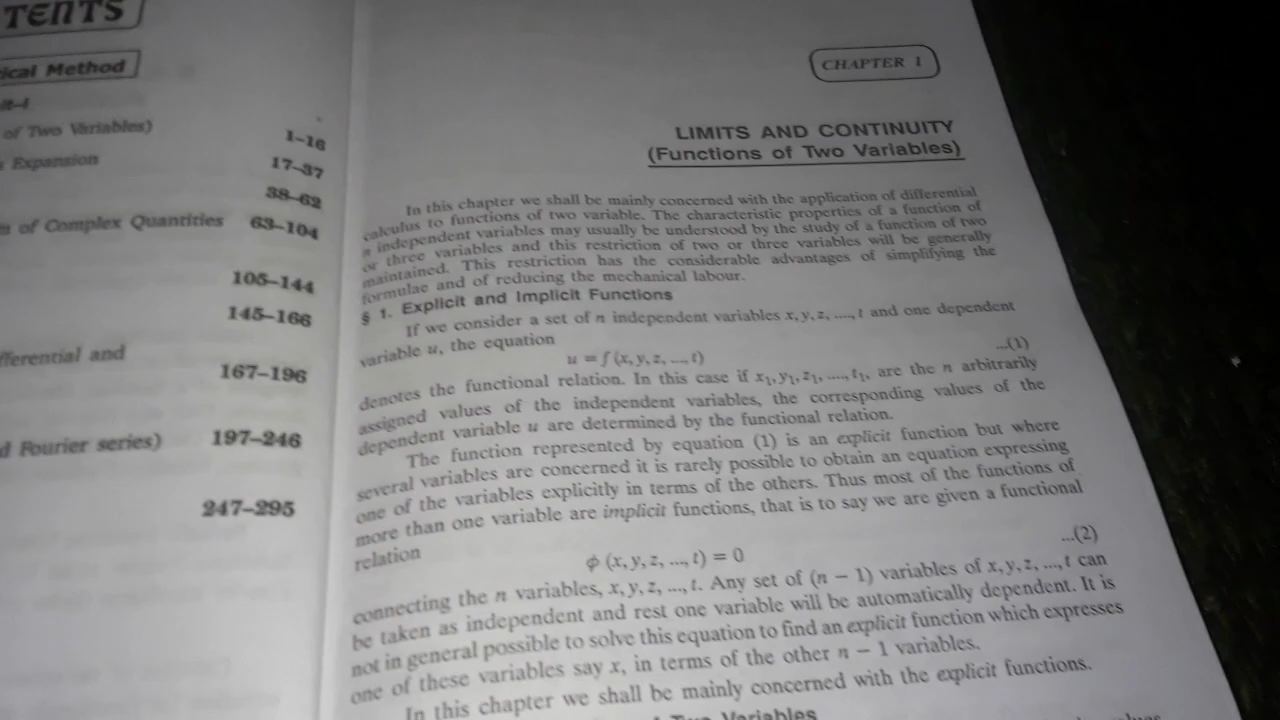 TENTS
ical Method
of Two Variables) 1–16
Expansion 17–37
38–62
of Complex Quantities 63–104
105–144
145–166
fferential and
167–196
d Fourier series) 197–246
247–295
CHAPTER 1
LIMITS AND CONTINUITY
(Functions of Two Variables)
In this chapter we shall be mainly concerned with the application of differential
calculus to functions of two variable. The characteristic properties of a function of
n independent variables may usually be understood by the study of a function of two
or three variables and this restriction of two or three variables will be generally
maintained. This restriction has the considerable advantages of simplifying the
formulae and of reducing the mechanical labour.
§ 1. Explicit and Implicit Functions
If we consider a set of n independent variables x, y, z, ...., t and one dependent
variable u, the equation
u = f (x, y, z, ..., t) ...(1)
denotes the functional relation. In this case if x₁, y₁, z₁, ...., t₁, are the n arbitrarily
assigned values of the independent variables, the corresponding values of the
dependent variable u are determined by the functional relation.
The function represented by equation (1) is an explicit function but where
several variables are concerned it is rarely possible to obtain an equation expressing
one of the variables explicitly in terms of the others. Thus most of the functions of
more than one variable are implicit functions, that is to say we are given a functional
relation
ϕ (x, y, z, ..., t) = 0 ...(2)
connecting the n variables, x, y, z, ..., t. Any set of (n − 1) variables of x, y, z, ..., t can
be taken as independent and rest one variable will be automatically dependent. It is
not in general possible to solve this equation to find an explicit function which expresses
one of these variables say x, in terms of the other n − 1 variables.
In this chapter we shall be mainly concerned with the explicit functions.
Two Variables